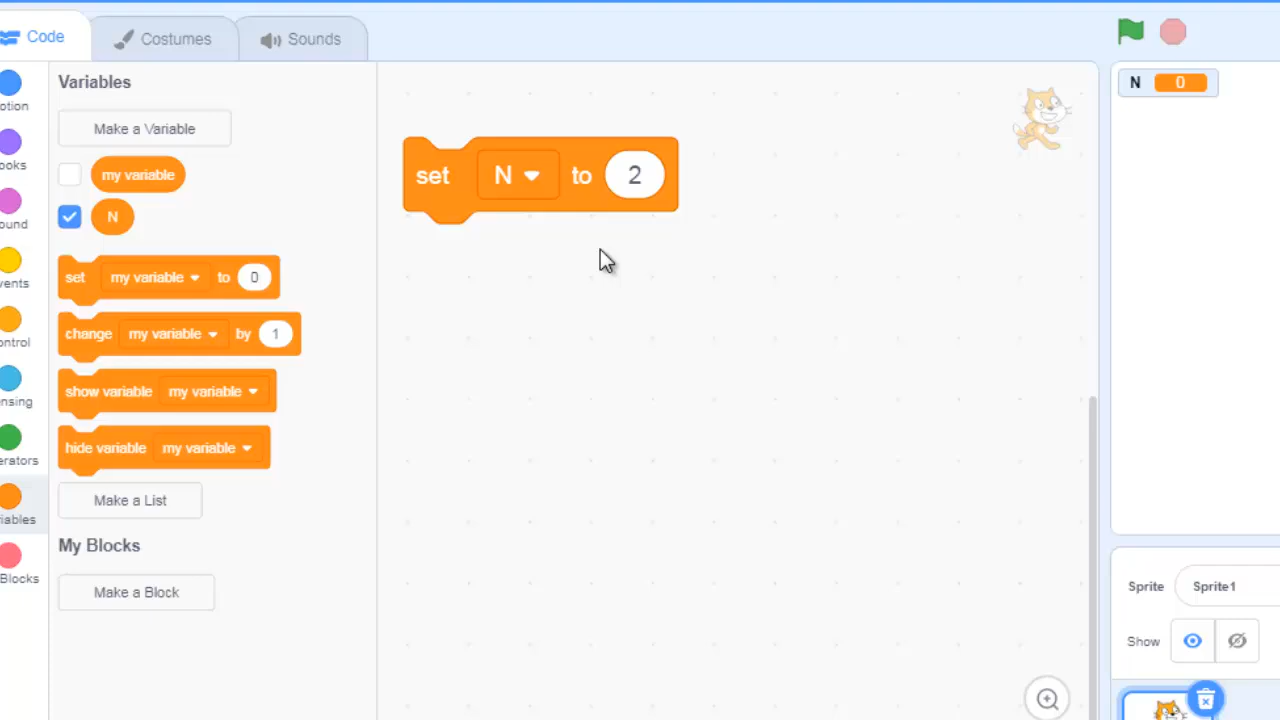 Code
Costumes
Sounds
otion
ooks
ound
vents
ontrol
nsing
erators
iables
Blocks
Variables
Make a Variable
my variable
N
set my variable to 0
change my variable by 1
show variable my variable
hide variable my variable
Make a List
My Blocks
Make a Block
set N to 2
N 0
Sprite Sprite1
Show